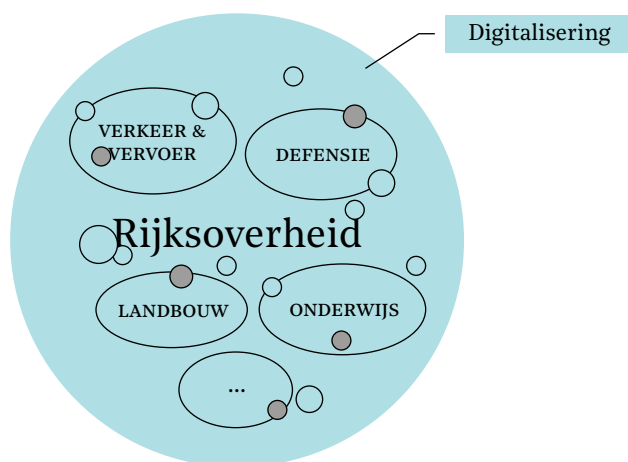 Digitalisering
VERKEER &
VERVOER
DEFENSIE
Rijksoverheid
LANDBOUW
ONDERWIJS
...